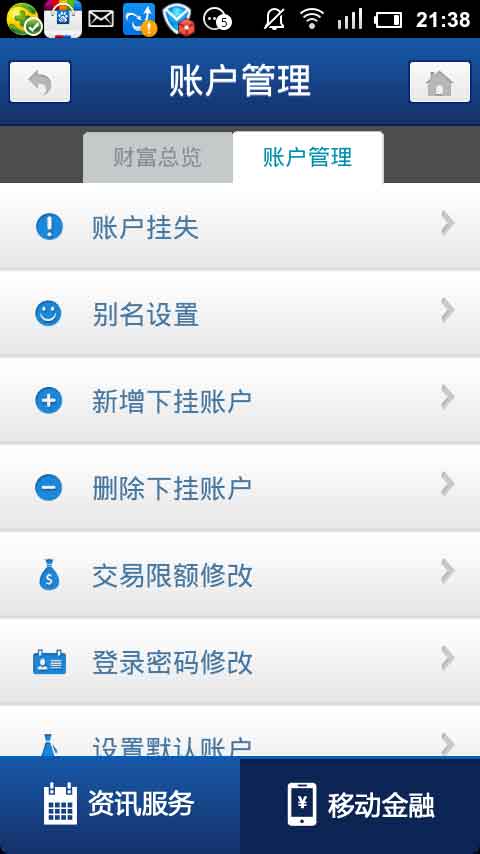 5 21:38
账户管理
财富总览 账户管理
账户挂失
别名设置
新增下挂账户
删除下挂账户
交易限额修改
登录密码修改
设置默认账户
资讯服务 移动金融